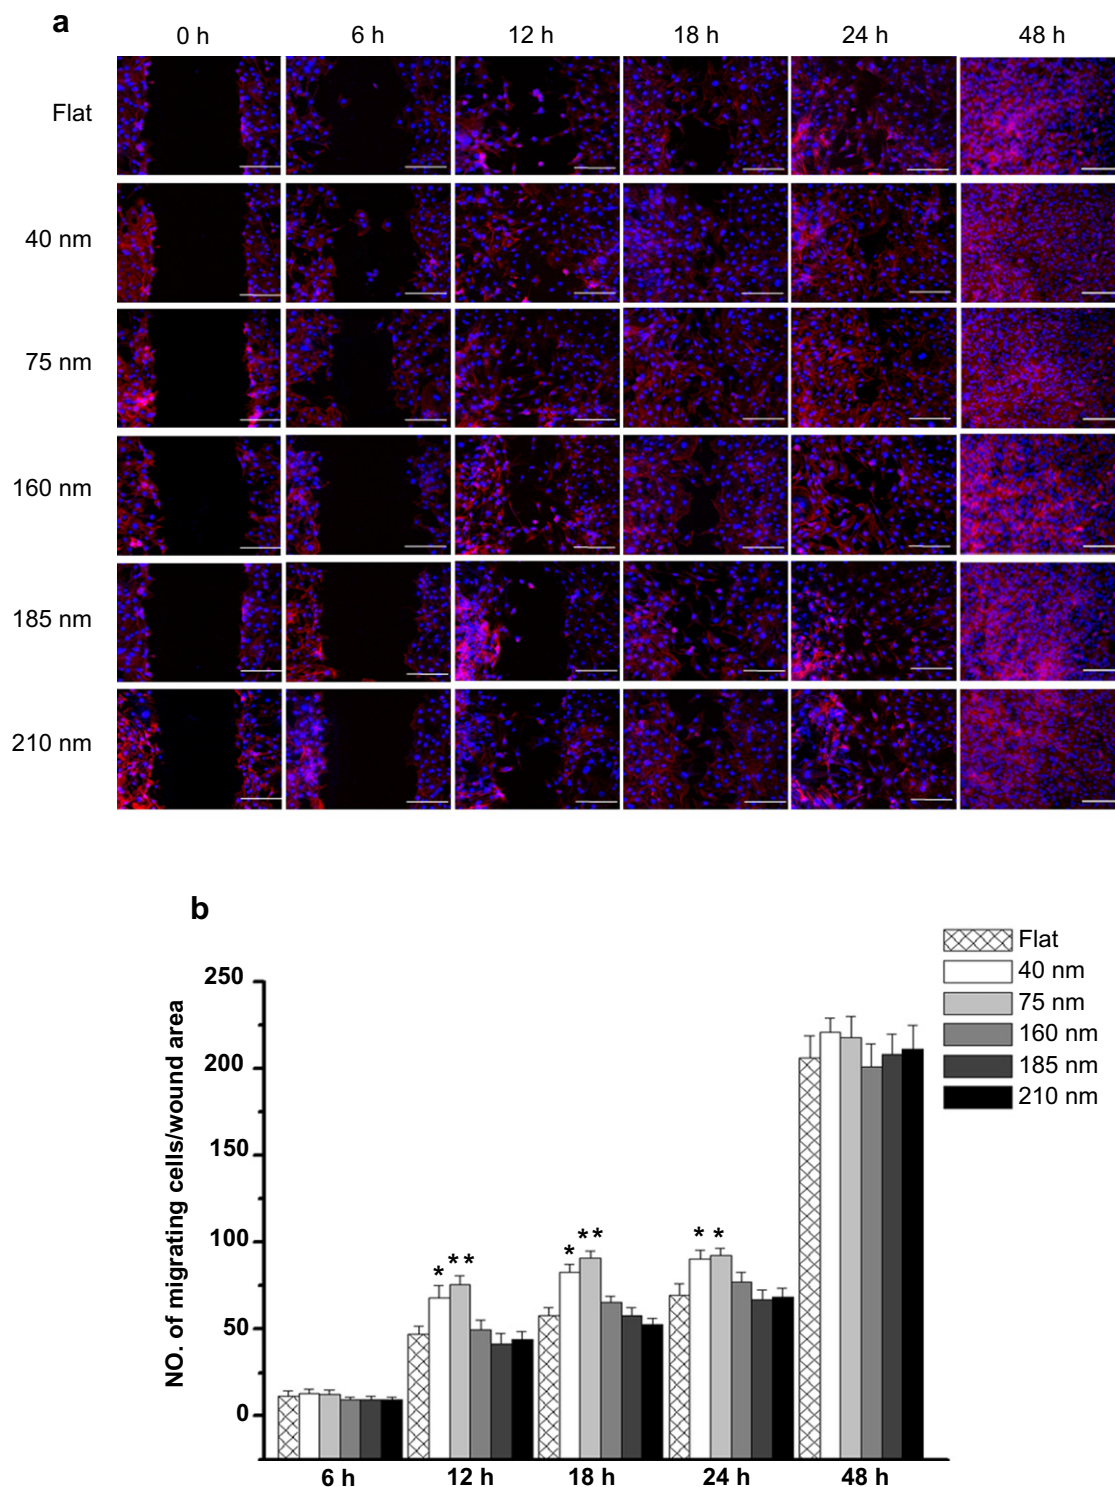 a
0 h 6 h 12 h 18 h 24 h 48 h
Flat
40 nm
75 nm
160 nm
185 nm
210 nm
b
Flat
40 nm
75 nm
160 nm
185 nm
210 nm
NO. of migrating cells/wound area
250
200
150
100
50
0
* **
* **
* *
6 h 12 h 18 h 24 h 48 h